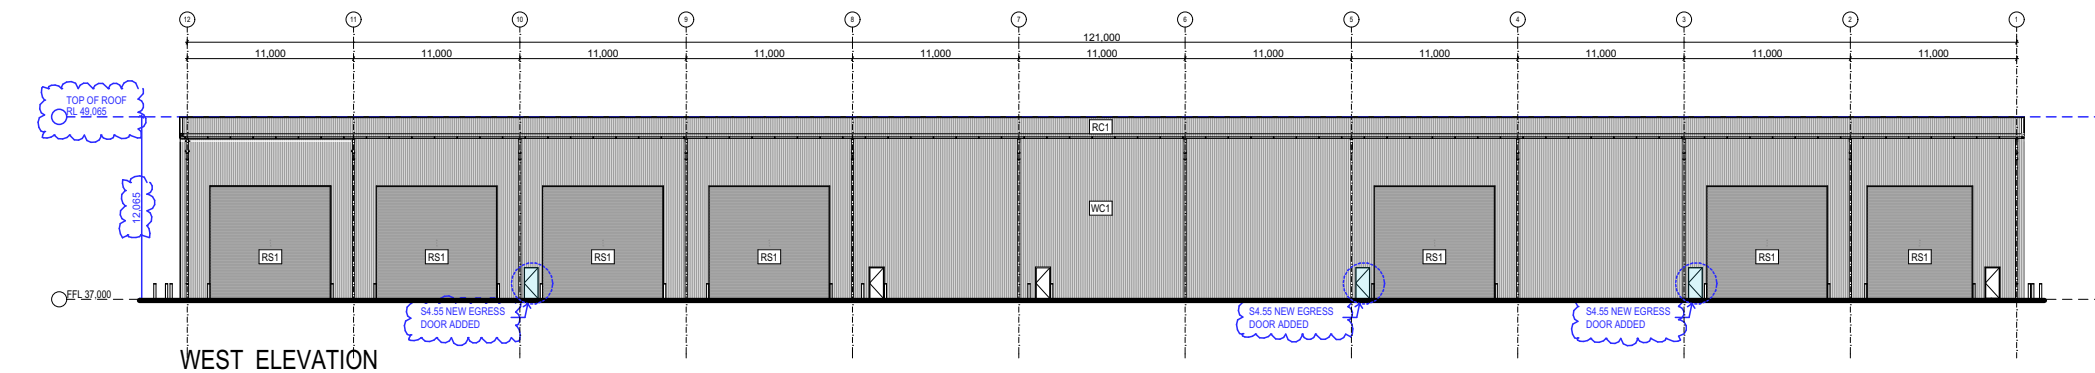 12 11 10 9 8 7 6 5 4 3 2 1
121,000
11,000 11,000 11,000 11,000 11,000 11,000 11,000 11,000 11,000 11,000 11,000
TOP OF ROOF
RL 49,065
RC1
12,065
WC1
RS1 RS1 RS1 RS1 RS1 RS1 RS1
FFL 37,000
S4.55 NEW EGRESS
DOOR ADDED
S4.55 NEW EGRESS
DOOR ADDED
S4.55 NEW EGRESS
DOOR ADDED
WEST ELEVATION